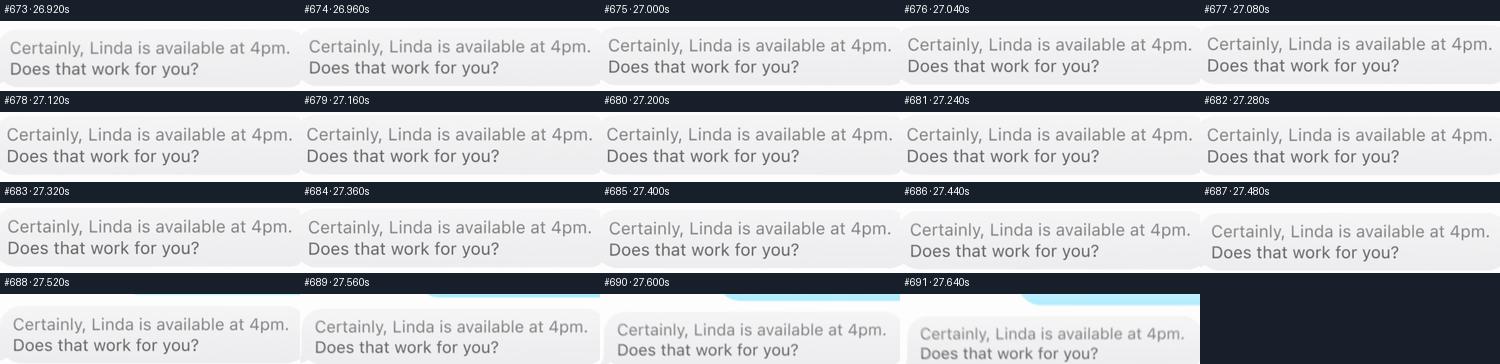 #673 · 26.920s #674 · 26.960s #675 · 27.000s #676 · 27.040s #677 · 27.080s
Certainly, Linda is available at 4pm. Certainly, Linda is available at 4pm. Certainly, Linda is available at 4pm. Certainly, Linda is available at 4pm. Certainly, Linda is available at 4pm.
Does that work for you? Does that work for you? Does that work for you? Does that work for you? Does that work for you?
#678 · 27.120s #679 · 27.160s #680 · 27.200s #681 · 27.240s #682 · 27.280s
Certainly, Linda is available at 4pm. Certainly, Linda is available at 4pm. Certainly, Linda is available at 4pm. Certainly, Linda is available at 4pm. Certainly, Linda is available at 4pm.
Does that work for you? Does that work for you? Does that work for you? Does that work for you? Does that work for you?
#683 · 27.320s #684 · 27.360s #685 · 27.400s #686 · 27.440s #687 · 27.480s
Certainly, Linda is available at 4pm. Certainly, Linda is available at 4pm. Certainly, Linda is available at 4pm. Certainly, Linda is available at 4pm. Certainly, Linda is available at 4pm.
Does that work for you? Does that work for you? Does that work for you? Does that work for you? Does that work for you?
#688 · 27.520s #689 · 27.560s #690 · 27.600s #691 · 27.640s
Certainly, Linda is available at 4pm. Certainly, Linda is available at 4pm. Certainly, Linda is available at 4pm. Certainly, Linda is available at 4pm.
Does that work for you? Does that work for you? Does that work for you? Does that work for you?